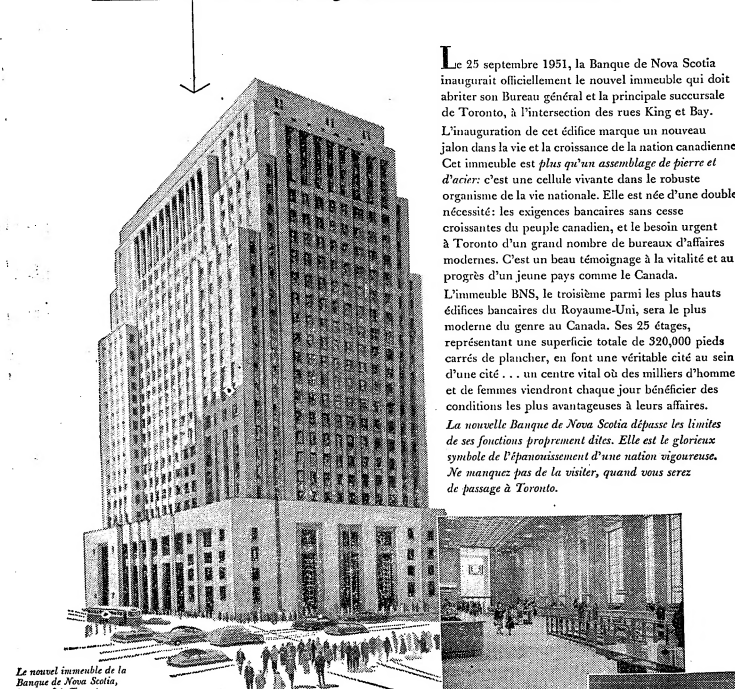 Le 25 septembre 1951, la Banque de Nova Scotia
inaugurait officiellement le nouvel immeuble qui doit
abriter son Bureau général et la principale succursale
de Toronto, à l'intersection des rues King et Bay.
L'inauguration de cet édifice marque un nouveau
jalon dans la vie et la croissance de la nation canadienne
Cet immeuble est plus qu'un assemblage de pierre et
d'acier: c'est une cellule vivante dans le robuste
organisme de la vie nationale. Elle est née d'une double
nécessité: les exigences bancaires sans cesse
croissantes du peuple canadien, et le besoin urgent
à Toronto d'un grand nombre de bureaux d'affaires
modernes. C'est un beau témoignage à la vitalité et au
progrès d'un jeune pays comme le Canada.
L'immeuble BNS, le troisième parmi les plus hauts
édifices bancaires du Royaume-Uni, sera le plus
moderne du genre au Canada. Ses 25 étages,
représentant une superficie totale de 320,000 pieds
carrés de plancher, en font une véritable cité au sein
d'une cité . . . un centre vital où des milliers d'homme
et de femmes viendront chaque jour bénéficier des
conditions les plus avantageuses à leurs affaires.
La nouvelle Banque de Nova Scotia dépasse les limites
de ses fonctions proprement dites. Elle est le glorieux
symbole de l'épanouissement d'une nation vigoureuse.
Ne manquez pas de la visiter, quand vous serez
de passage à Toronto.
Le nouvel immeuble de la
Banque de Nova Scotia,